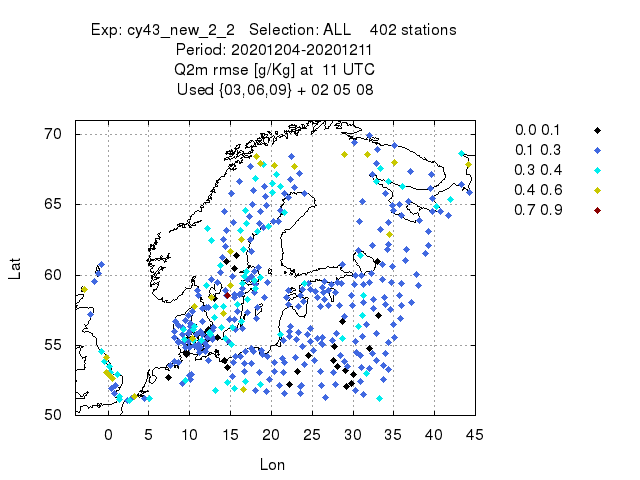 Exp: cy43_new_2_2 Selection: ALL 402 stations
Period: 20201204-20201211
Q2m rmse [g/Kg] at 11 UTC
Used {03,06,09} + 02 05 08
0.0 0.1
0.1 0.3
0.3 0.4
0.4 0.6
0.7 0.9
70
65
60
55
50
Lat
0 5 10 15 20 25 30 35 40 45
Lon